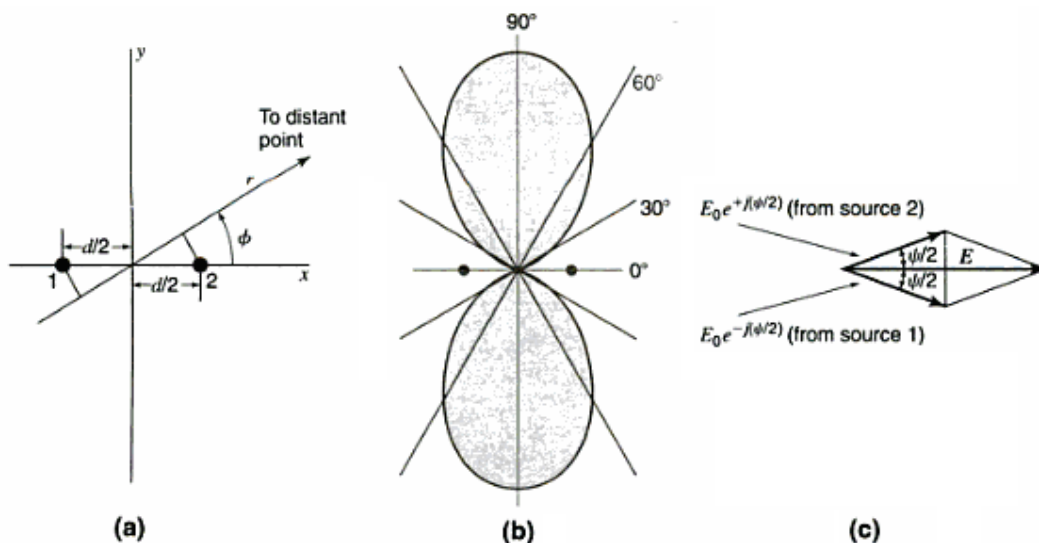 y
To distant
point
r
d/2
ϕ
1
2
x
d/2
(a)
90°
60°
30°
0°
(b)
E₀e^{+j(ψ/2)} (from source 2)
ψ/2
E
ψ/2
E₀e^{-j(ψ/2)} (from source 1)
(c)